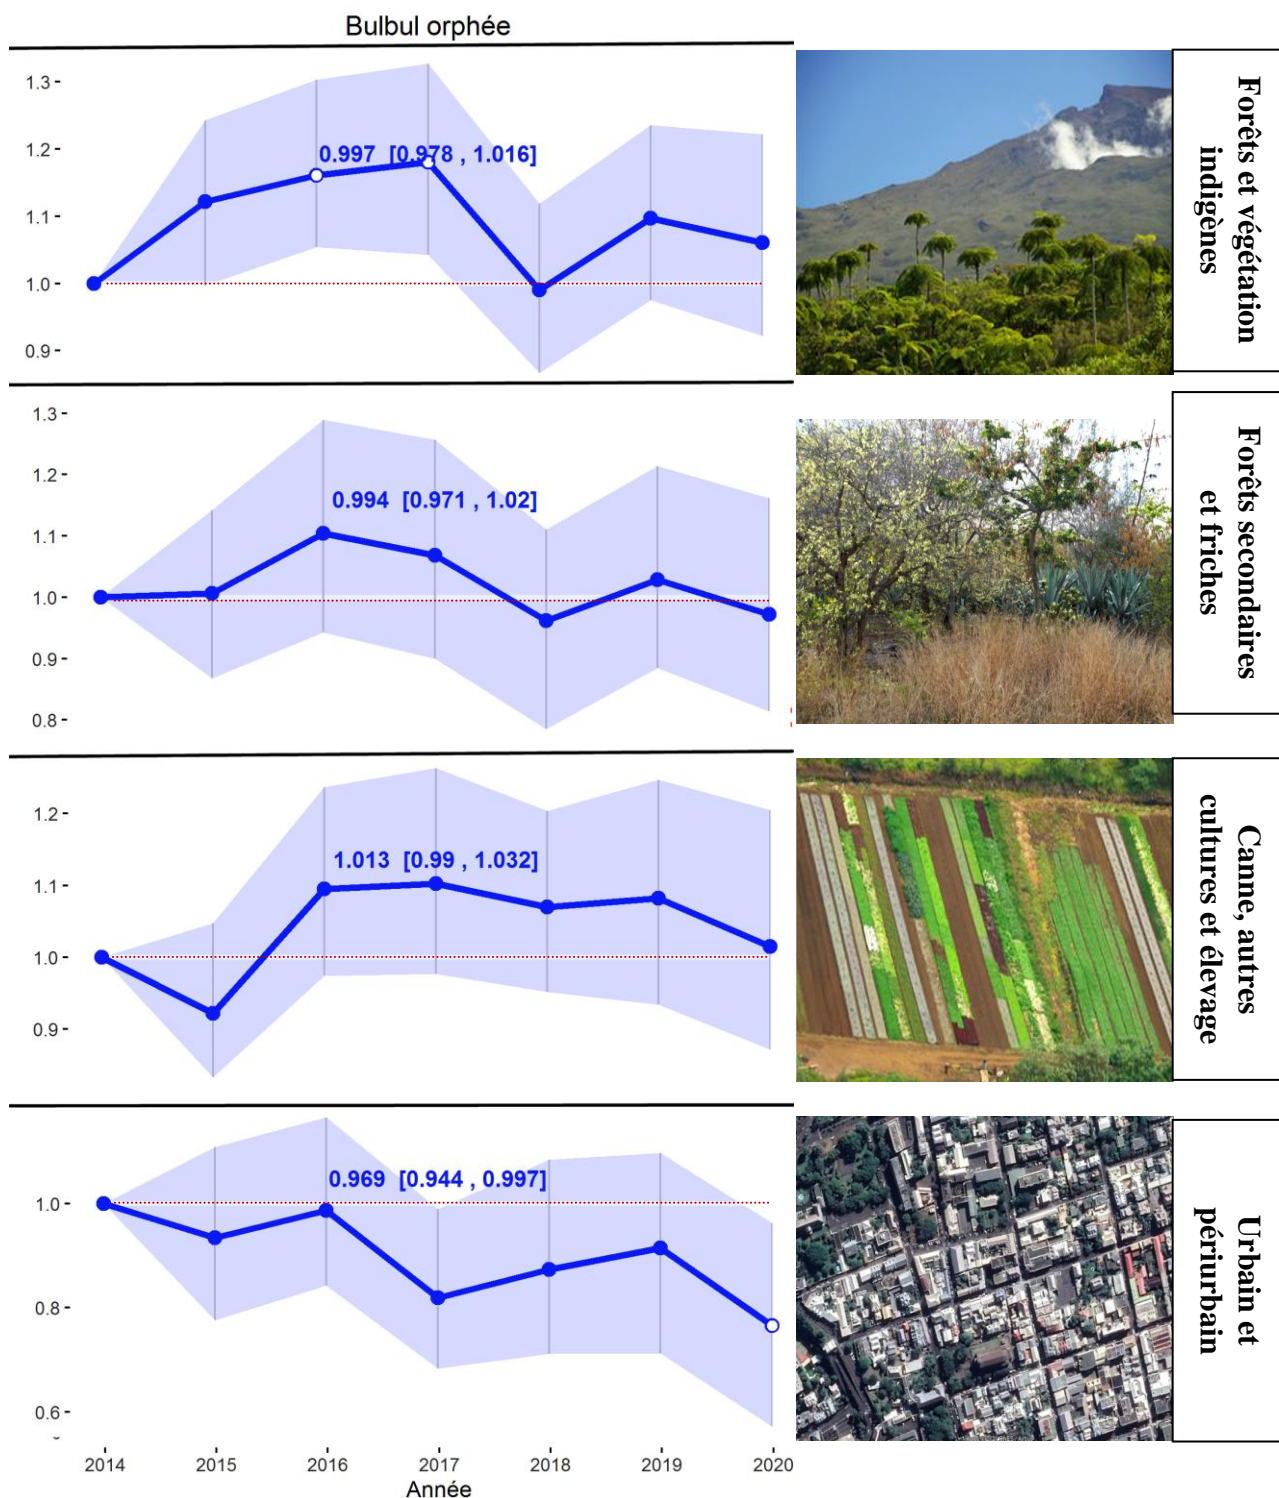 Bulbul orphée
1.3
1.2
1.1
1.0
0.9
0.997 [0.978 , 1.016]
Forêts et végétation
indigènes
1.3
1.2
1.1
1.0
0.9
0.8
0.994 [0.971 , 1.02]
Forêts secondaires
et friches
1.2
1.1
1.0
0.9
1.013 [0.99 , 1.032]
Canne, autres
cultures et élevage
1.0
0.8
0.6
0.969 [0.944 , 0.997]
Urbain et
périurbain
2014 2015 2016 2017 2018 2019 2020
Année